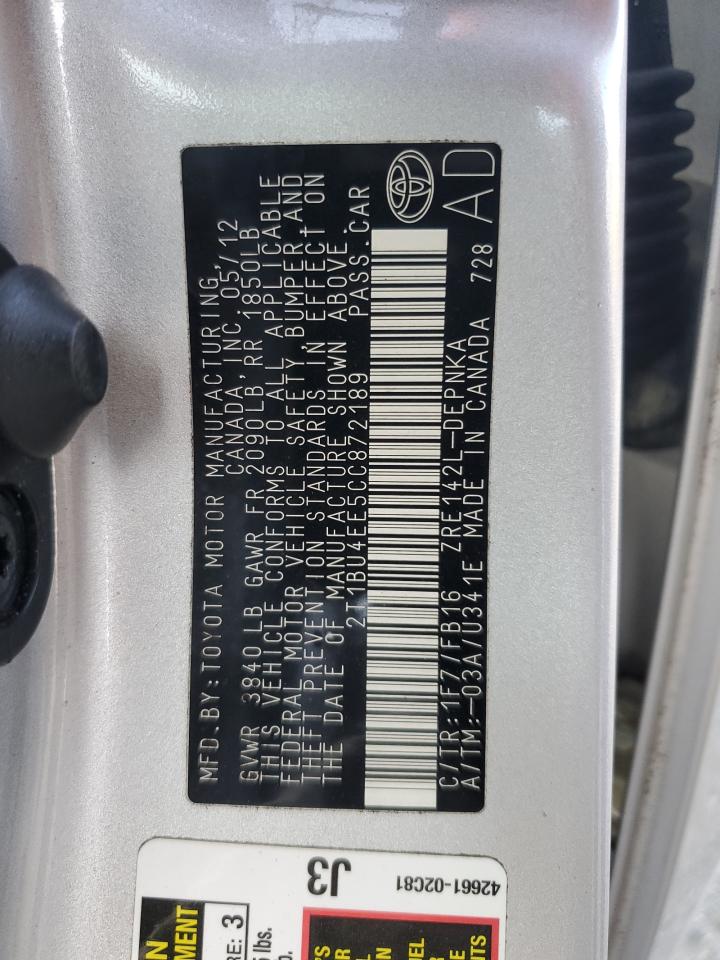 MFD.BY:TOYOTA MOTOR MANUFACTURING,
CANADA, INC. 05/12
GVWR 3840LB GAWR FR 2090LB, RR 1850LB
THIS VEHICLE CONFORMS TO ALL APPLICABLE
FEDERAL MOTOR VEHICLE SAFETY, BUMPER,AND
THEFT PREVENTION STANDARDS IN EFFECT ON
THE DATE OF MANUFACTURE SHOWN ABOVE.
2T1BU4EE5CC872189 PASS.CAR
C/TR:1F7/FB16 ZRE142L-DEPNKA
A/TM:-03A/U341E MADE IN CANADA 728
AD
J3
42661-02C81